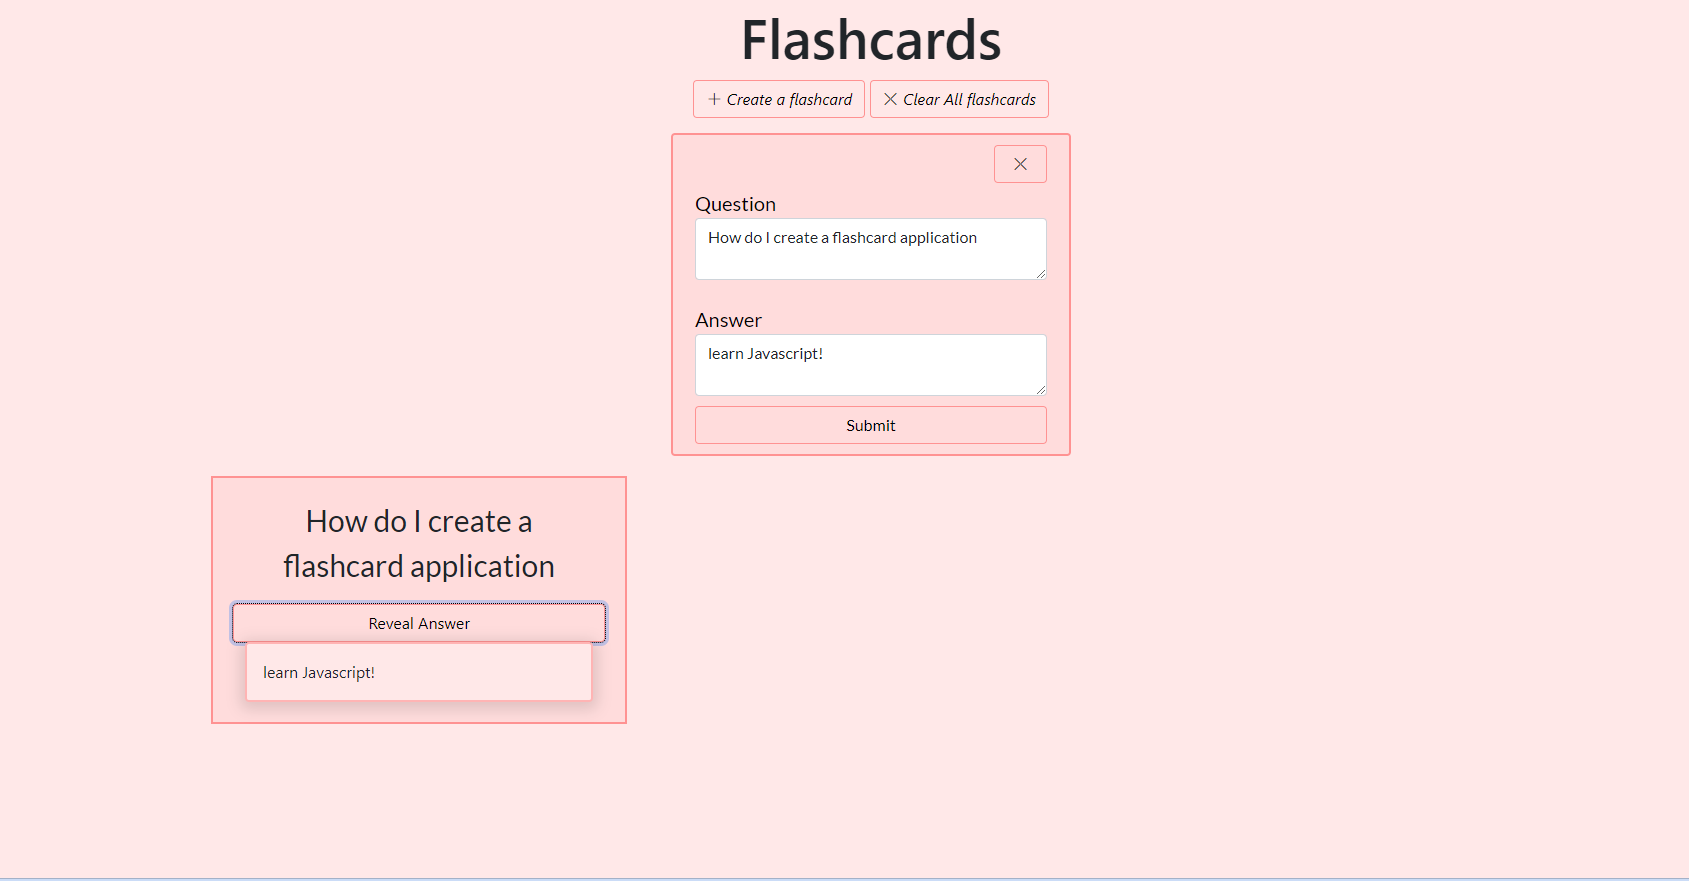 Flashcards
Create a flashcard
Clear All flashcards
Question
How do I create a flashcard application
Answer
learn Javascript!
Submit
How do I create a
flashcard application
Reveal Answer
learn Javascript!